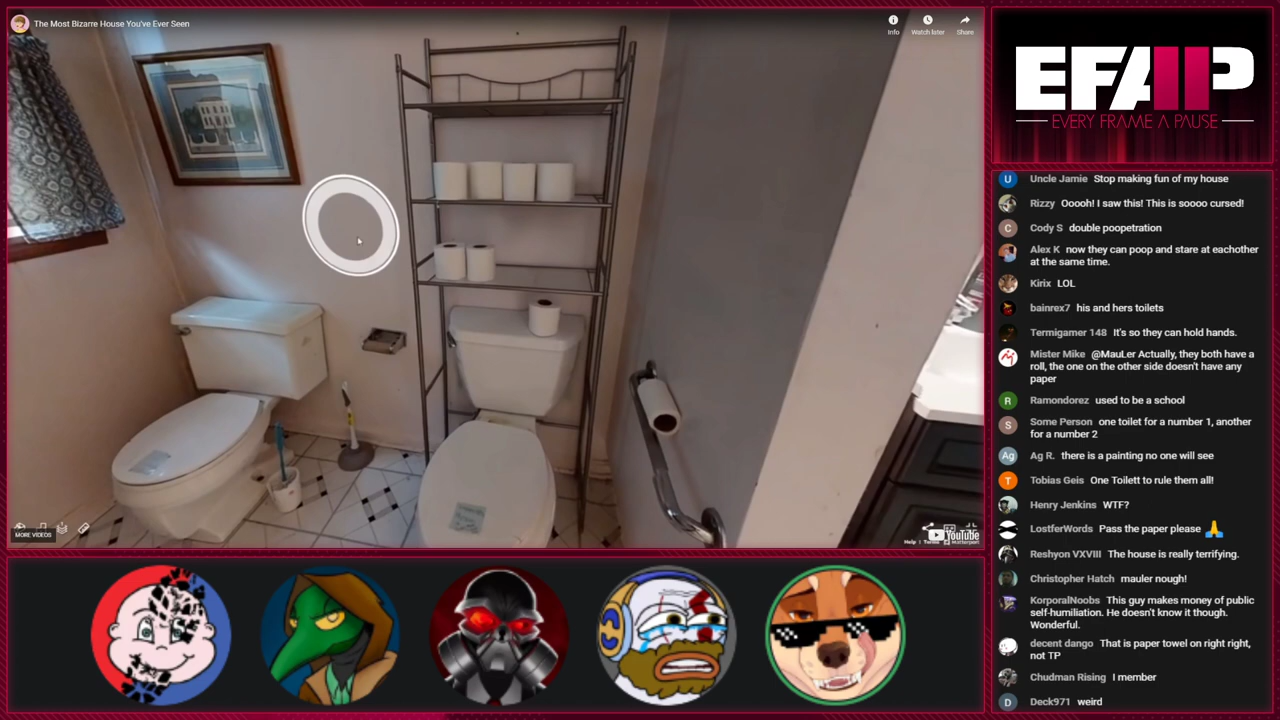 The Most Bizarre House You've Ever Seen
Info
Watch later
Share
MORE VIDEOS
Help
YouTube
EFAP
EVERY FRAME A PAUSE
U
Uncle Jamie Stop making fun of my house
Rizzy Ooooh! I saw this! This is soooo cursed!
C
Cody S double poopetration
Alex K now they can poop and stare at eachother
at the same time.
Kirix LOL
bainrex7 his and hers toilets
Termigamer 148 It's so they can hold hands.
Mister Mike @MauLer Actually, they both have a
roll, the one on the other side doesn't have any
paper
R
Ramondorez used to be a school
S
Some Person one toilet for a number 1, another
for a number 2
Ag
Ag R. there is a painting no one will see
T
Tobias Geis One Toilett to rule them all!
Henry Jenkins WTF?
LostferWords Pass the paper please 🙏
Reshyon VXVIII The house is really terrifying.
Christopher Hatch mauler nough!
KorporalNoobs This guy makes money of public
self-humiliation. He doesn't know it though.
Wonderful.
decent dango That is paper towel on right right,
not TP
Chudman Rising I member
D
Deck971 weird